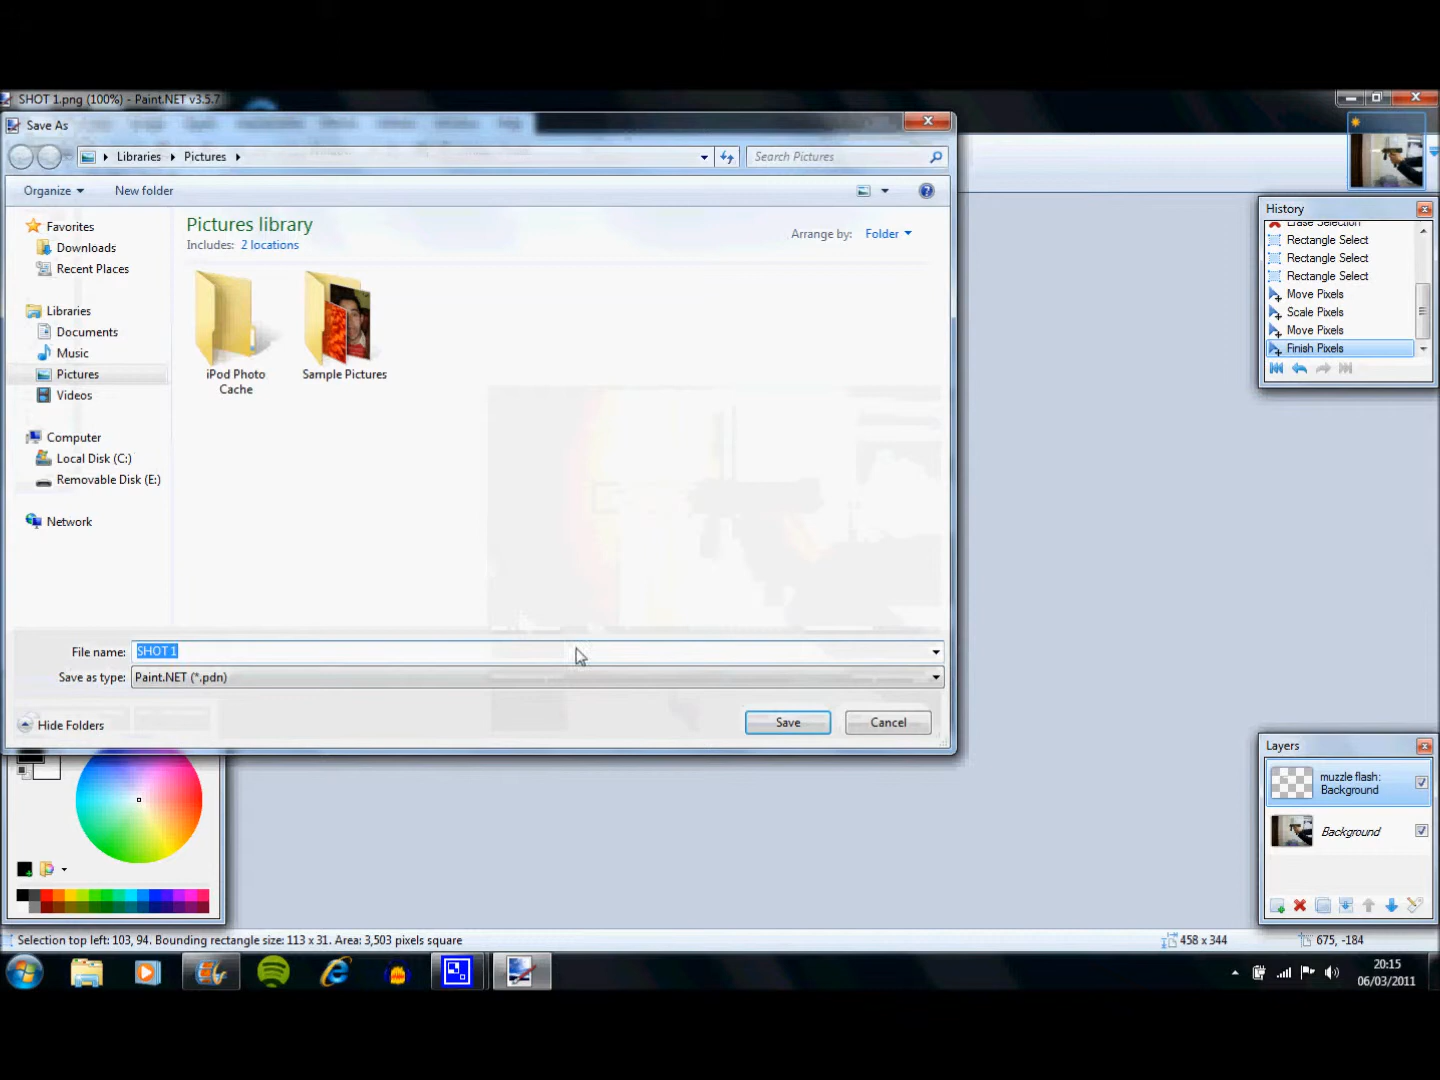 SHOT 1.png (100%) - Paint.NET v3.5.7
Save As
Libraries
Pictures
Search Pictures
Organize
New folder
Pictures library
Includes: 2 locations
Arrange by: Folder
Favorites
Downloads
Recent Places
Libraries
Documents
Music
Pictures
Videos
Computer
Local Disk (C:)
Removable Disk (E:)
Network
iPod Photo
Cache
Sample Pictures
File name: SHOT 1
Save as type: Paint.NET (*.pdn)
Hide Folders
Save
Cancel
History
Erase Selection
Rectangle Select
Rectangle Select
Rectangle Select
Move Pixels
Scale Pixels
Move Pixels
Finish Pixels
Layers
muzzle flash:
Background
Background
Selection top left: 103, 94. Bounding rectangle size: 113 x 31. Area: 3,503 pixels square
458 x 344
675, -184
20:15
06/03/2011